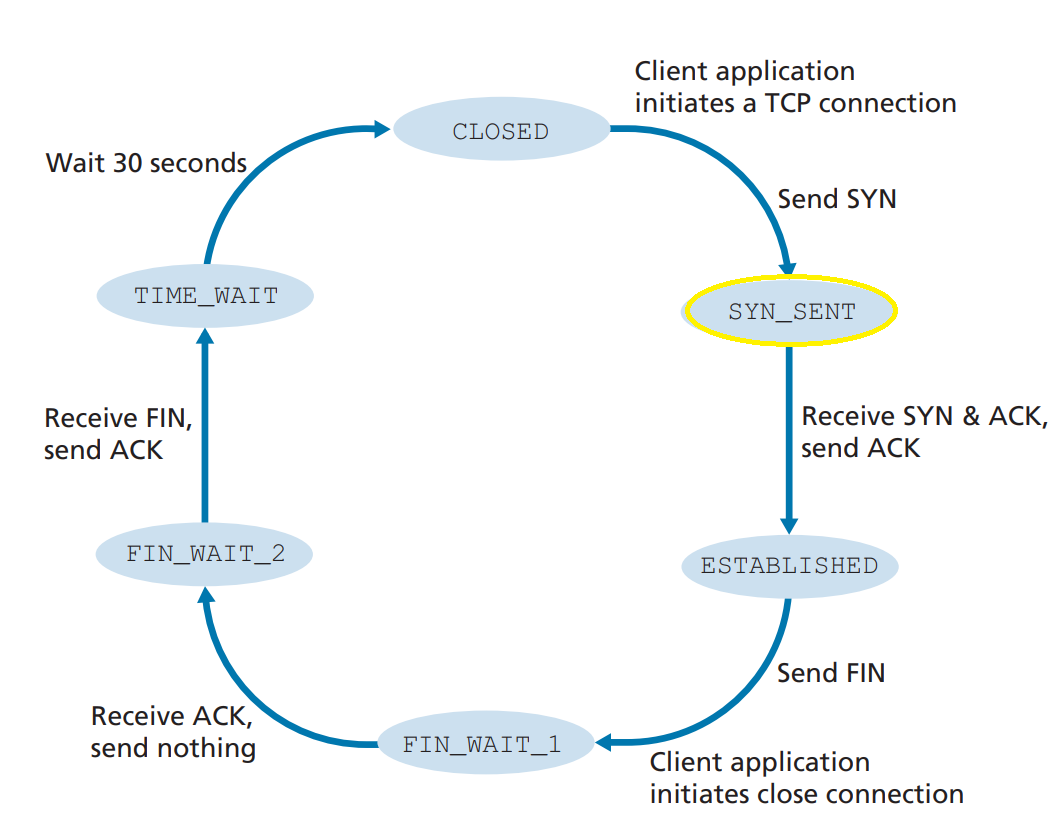 Client application
initiates a TCP connection
CLOSED
Wait 30 seconds
Send SYN
TIME_WAIT
SYN_SENT
Receive FIN,
send ACK
Receive SYN & ACK,
send ACK
FIN_WAIT_2
ESTABLISHED
Send FIN
Receive ACK,
send nothing
FIN_WAIT_1
Client application
initiates close connection